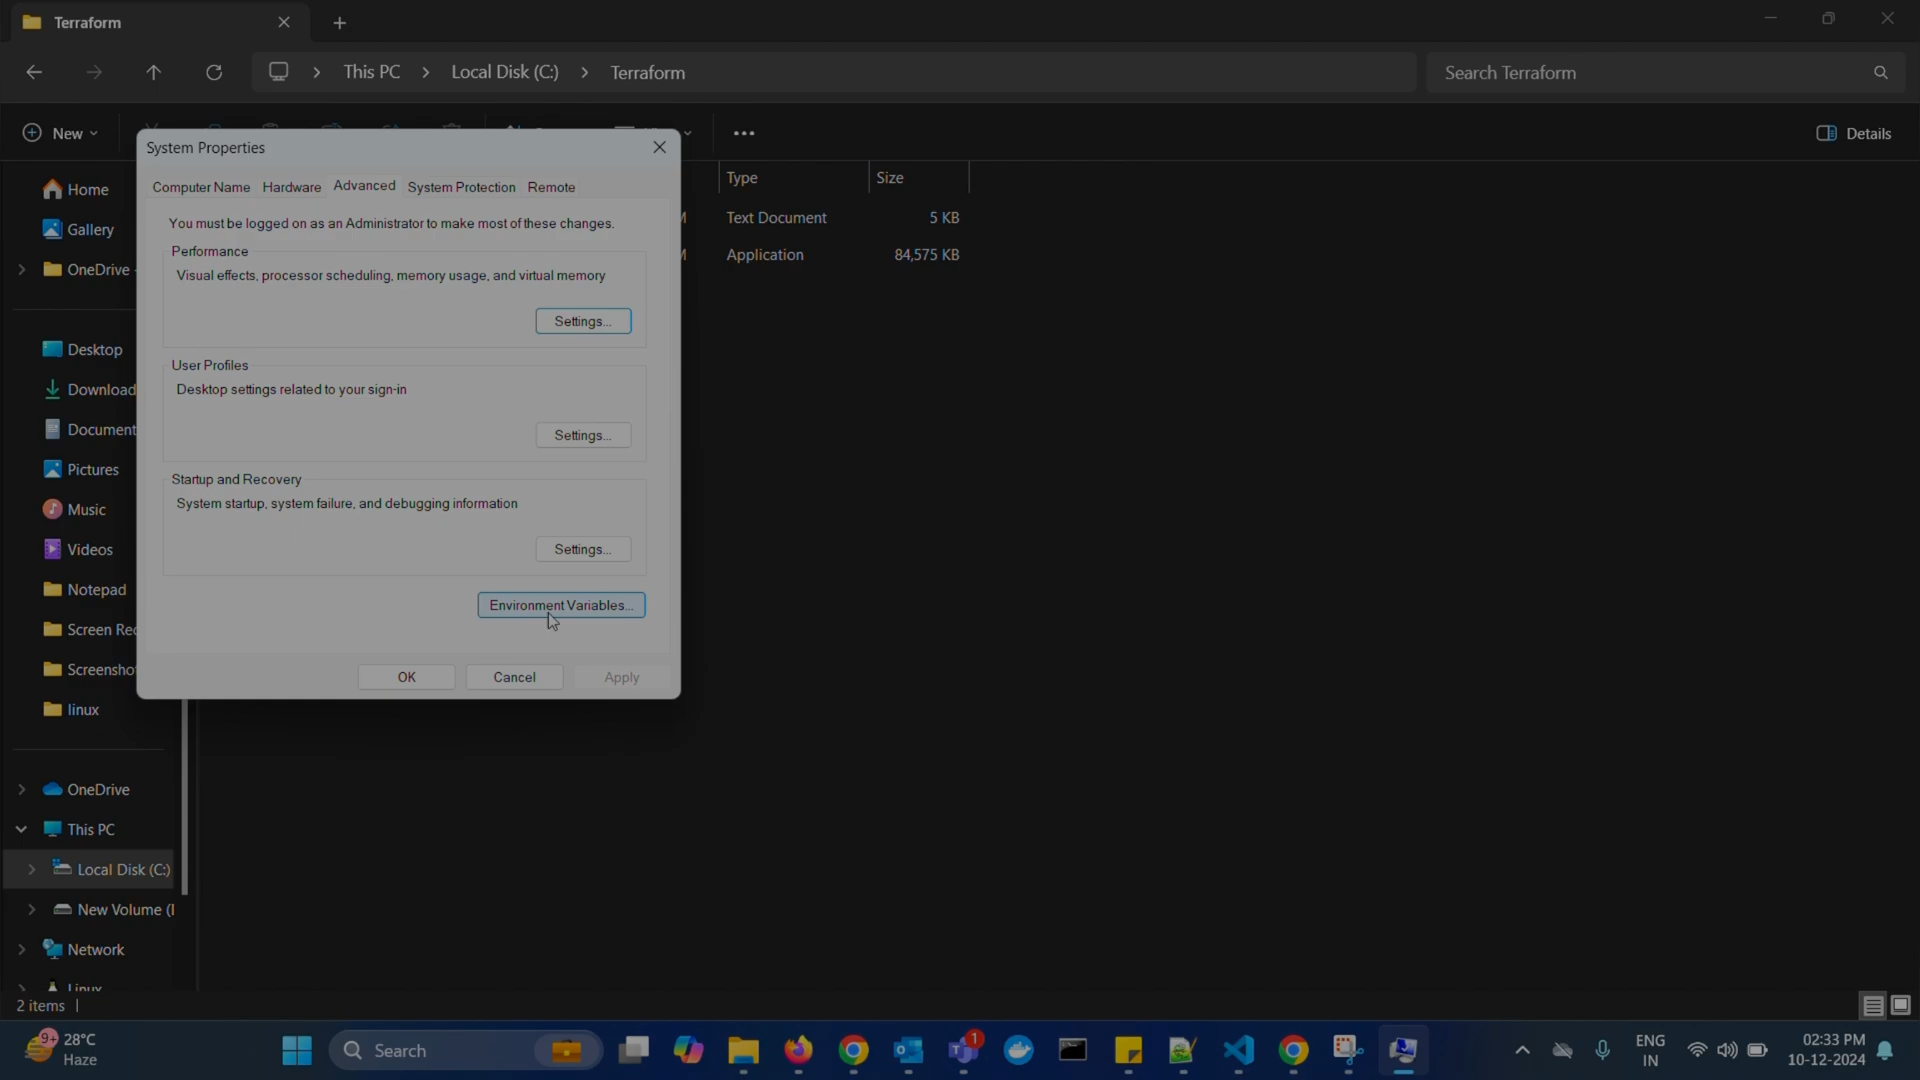 Terraform
This PC
Local Disk (C:)
Terraform
Search Terraform
New
Details
System Properties
Computer Name
Hardware
Advanced
System Protection
Remote
You must be logged on as an Administrator to make most of these changes.
Performance
Visual effects, processor scheduling, memory usage, and virtual memory
Settings...
User Profiles
Desktop settings related to your sign-in
Settings...
Startup and Recovery
System startup, system failure, and debugging information
Settings...
Environment Variables...
OK
Cancel
Apply
Type
Size
M
Text Document
5 KB
M
Application
84,575 KB
Home
Gallery
OneDrive -
Desktop
Download
Document
Pictures
Music
Videos
Notepad
Screen Rec
Screensho
linux
OneDrive
This PC
Local Disk (C:)
New Volume (
Network
Linux
2 items
9+
28°C
Haze
Search
1
ENG
IN
02:33 PM
10-12-2024